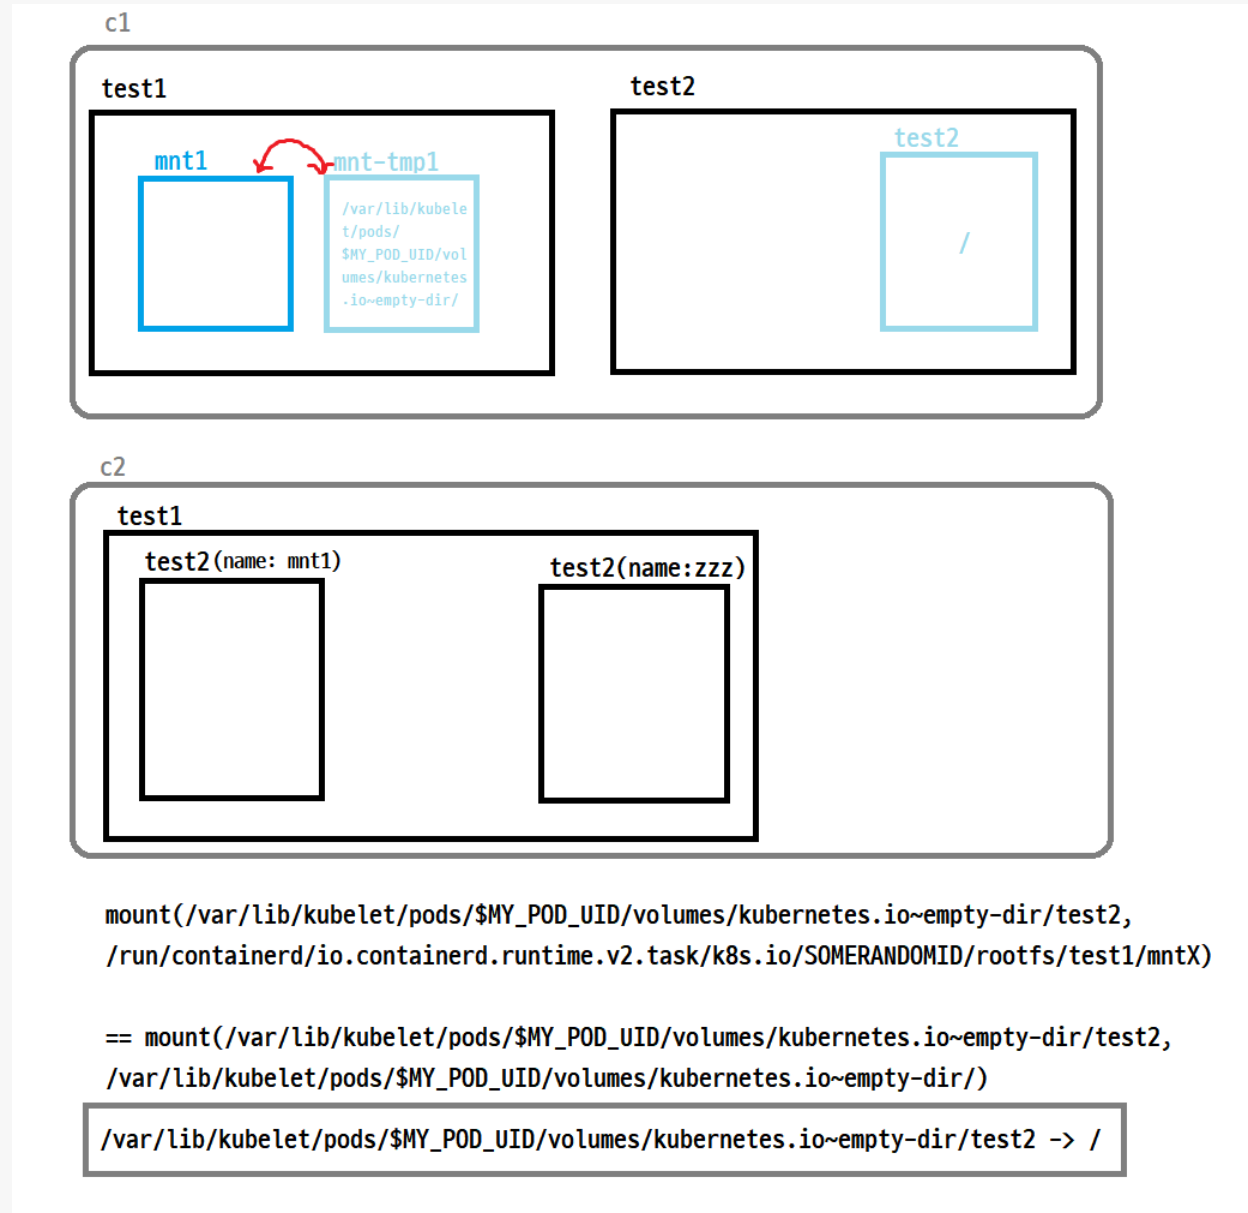 c1
test1
test2
mnt1
mnt-tmp1
test2
/var/lib/kubele
t/pods/
$MY_POD_UID/vol
umes/kubernetes
.io~empty-dir/
/
c2
test1
test2(name: mnt1)
test2(name:zzz)
mount(/var/lib/kubelet/pods/$MY_POD_UID/volumes/kubernetes.io~empty-dir/test2,
/run/containerd/io.containerd.runtime.v2.task/k8s.io/SOMERANDOMID/rootfs/test1/mntX)
== mount(/var/lib/kubelet/pods/$MY_POD_UID/volumes/kubernetes.io~empty-dir/test2,
/var/lib/kubelet/pods/$MY_POD_UID/volumes/kubernetes.io~empty-dir/)
/var/lib/kubelet/pods/$MY_POD_UID/volumes/kubernetes.io~empty-dir/test2 -> /